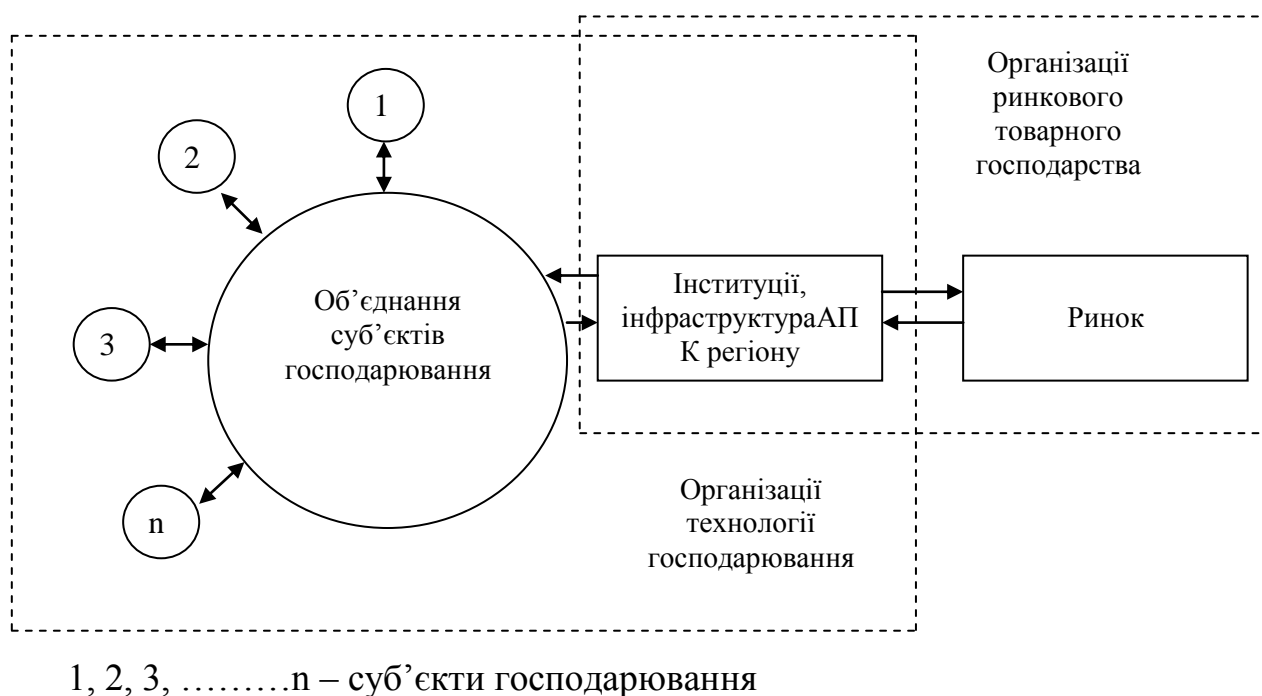 Організації
ринкового
товарного
господарства
1
2
3
n
Об’єднання
суб’єктів
господарювання
Інституції,
інфраструктураАП
К регіону
Ринок
Організації
технології
господарювання
1, 2, 3, ………n – суб’єкти господарювання